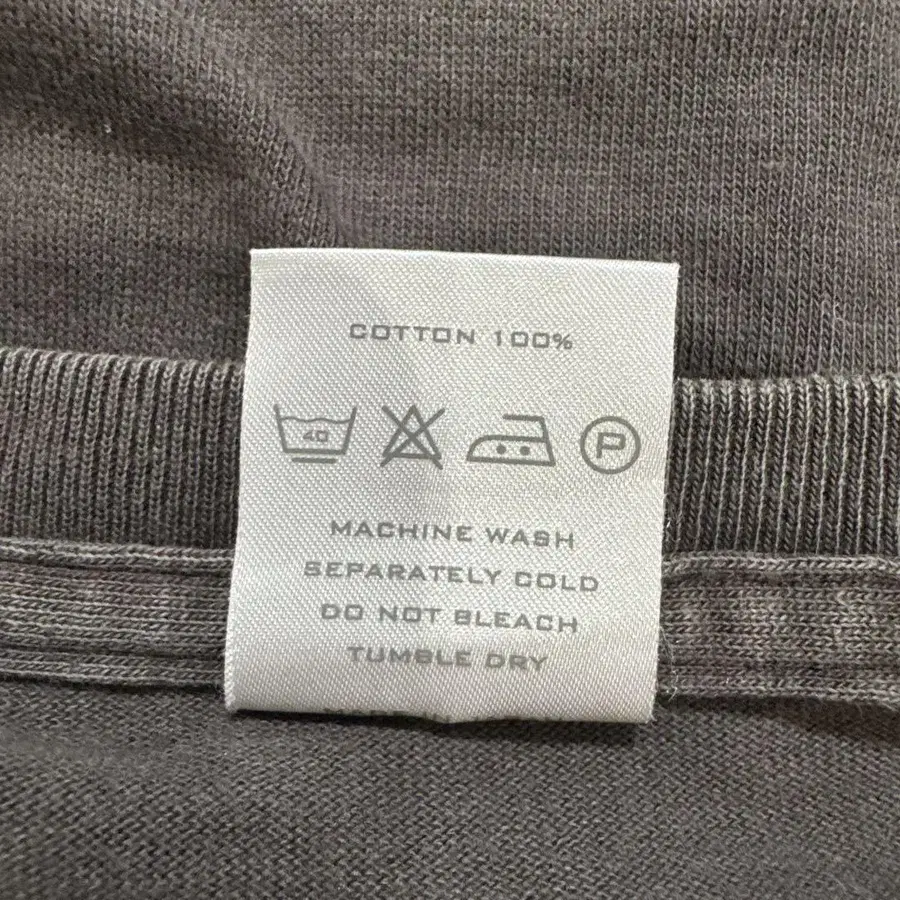 COTTON 100%
40 P
MACHINE WASH
SEPARATELY COLD
DO NOT BLEACH
TUMBLE DRY